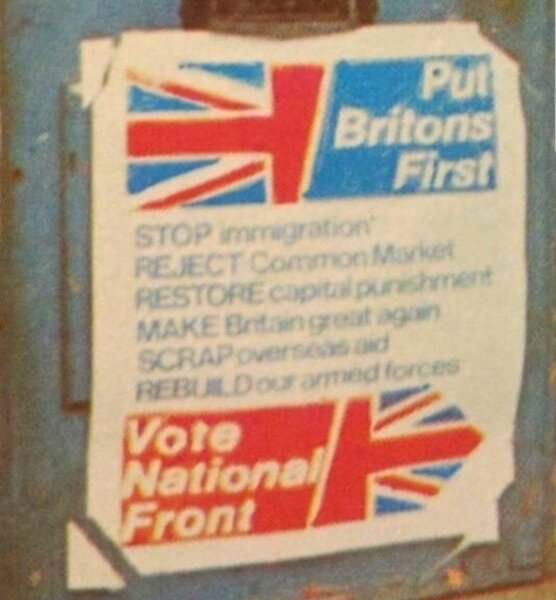 Put
Britons
First
STOP immigration
REJECT Common Market
RESTORE capital punishment
MAKE Britain great again
SCRAP overseas aid
REBUILD our armed forces
Vote
National
Front